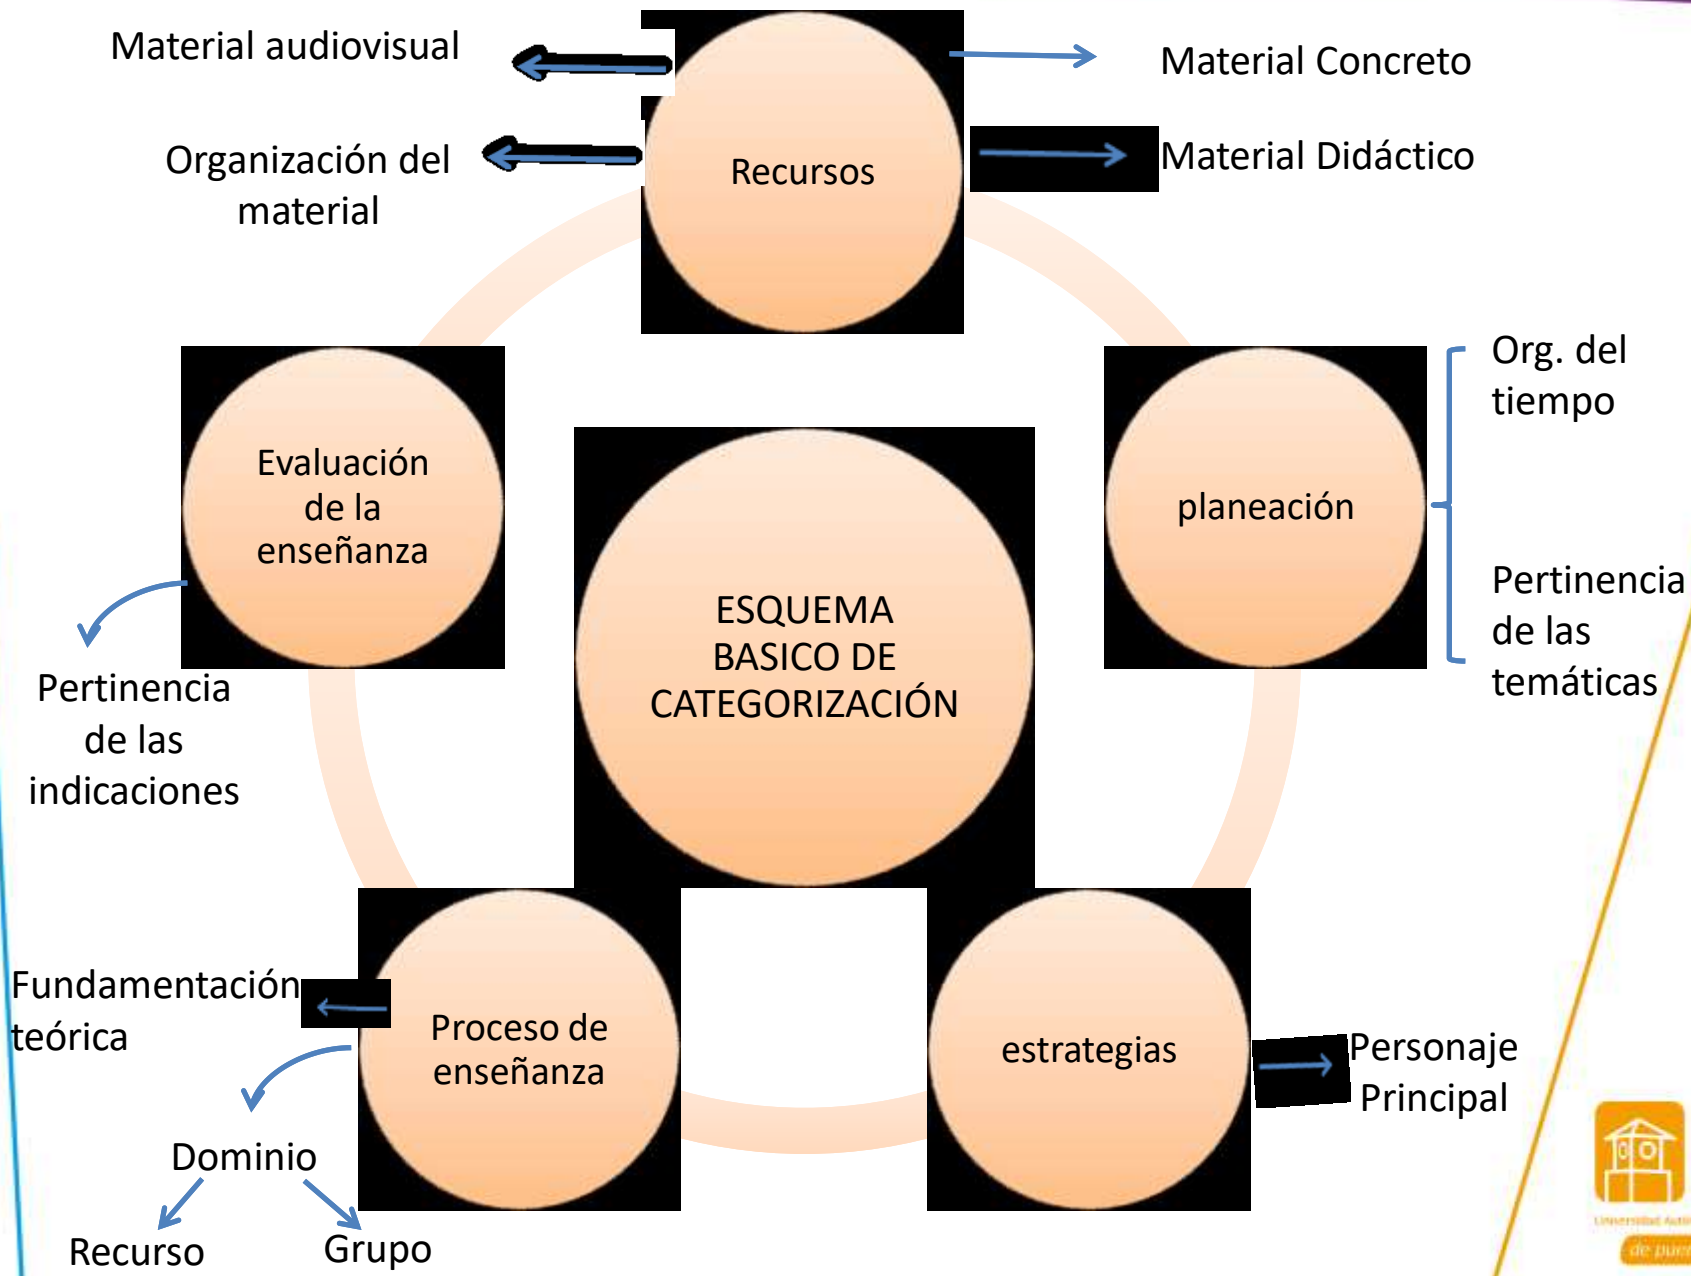 Material audiovisual
Material Concreto
Organización del
material
Recursos
Material Didáctico
Evaluación
de la
enseñanza
planeación
Org. del
tiempo
Pertinencia
de las
temáticas
ESQUEMA
BASICO DE
CATEGORIZACIÓN
Pertinencia
de las
indicaciones
Fundamentación
teórica
Proceso de
enseñanza
estrategias
Personaje
Principal
Dominio
Recurso
Grupo
Universidad